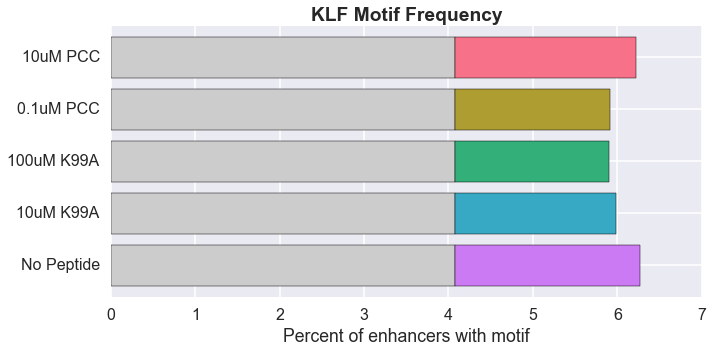 KLF Motif Frequency
10uM PCC
0.1uM PCC
100uM K99A
10uM K99A
No Peptide
0 1 2 3 4 5 6 7
Percent of enhancers with motif